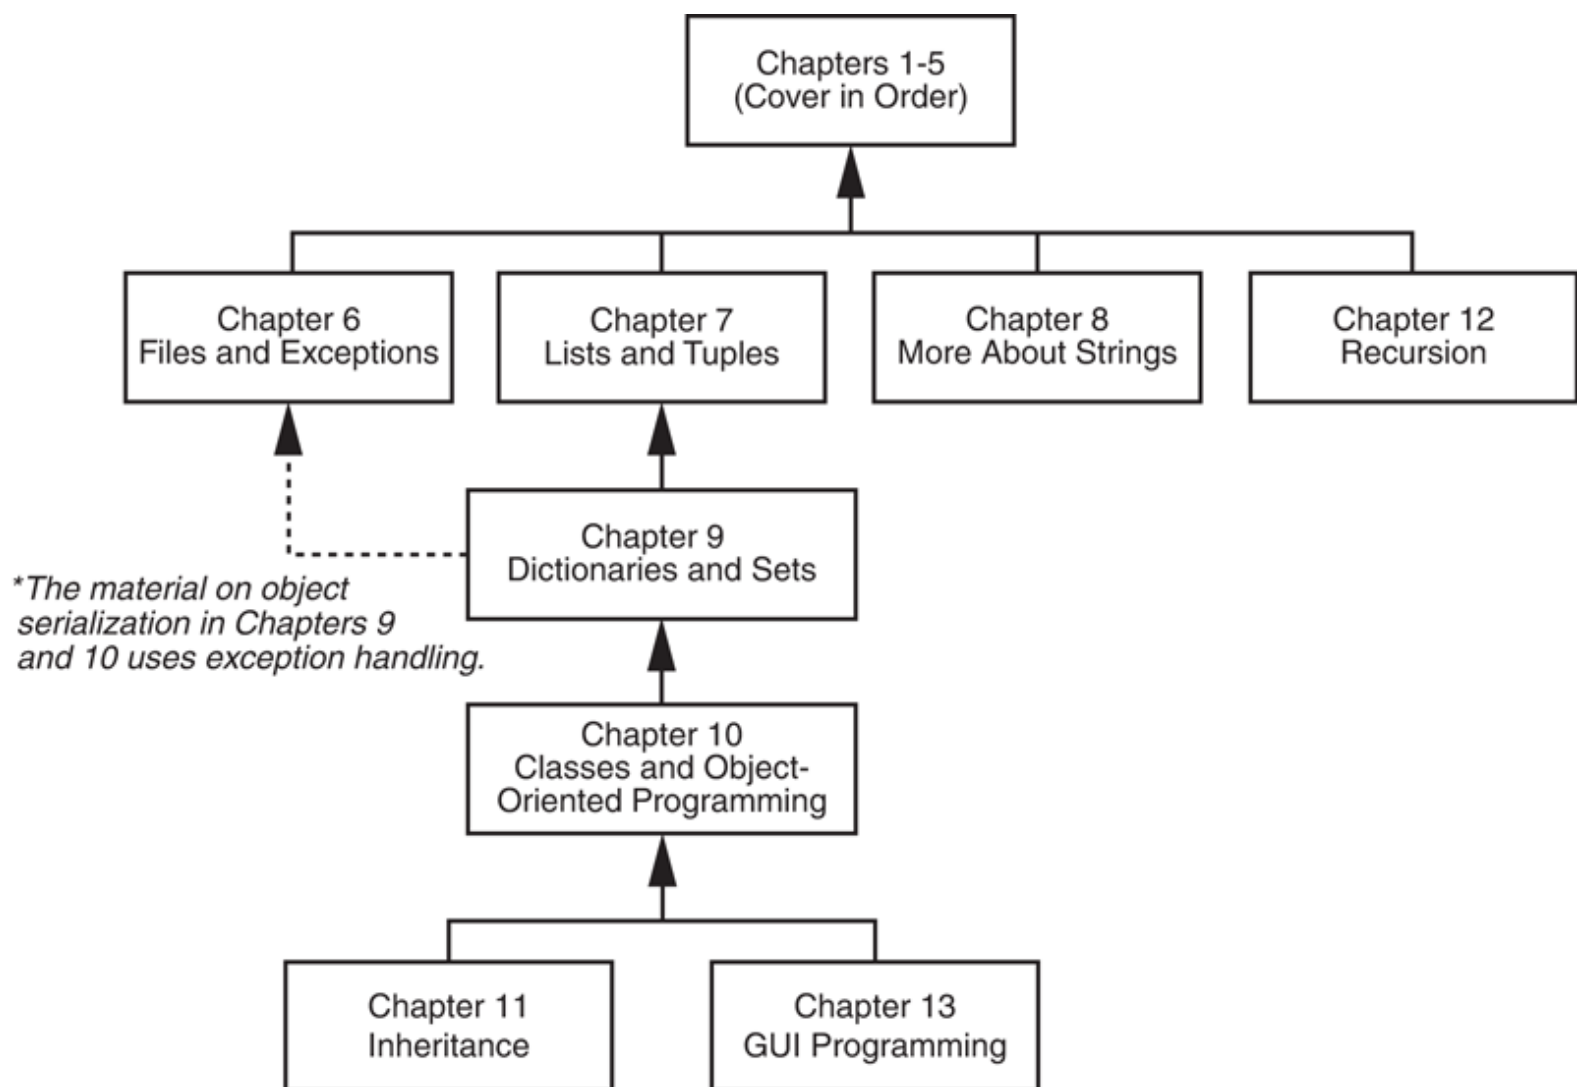 Chapters 1-5
(Cover in Order)
Chapter 6
Files and Exceptions
Chapter 7
Lists and Tuples
Chapter 8
More About Strings
Chapter 12
Recursion
Chapter 9
Dictionaries and Sets
*The material on object
serialization in Chapters 9
and 10 uses exception handling.
Chapter 10
Classes and Object-
Oriented Programming
Chapter 11
Inheritance
Chapter 13
GUI Programming